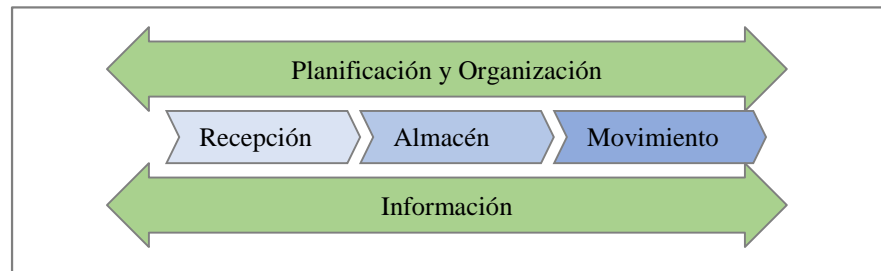 Planificación y Organización
Recepción Almacén Movimiento
Información